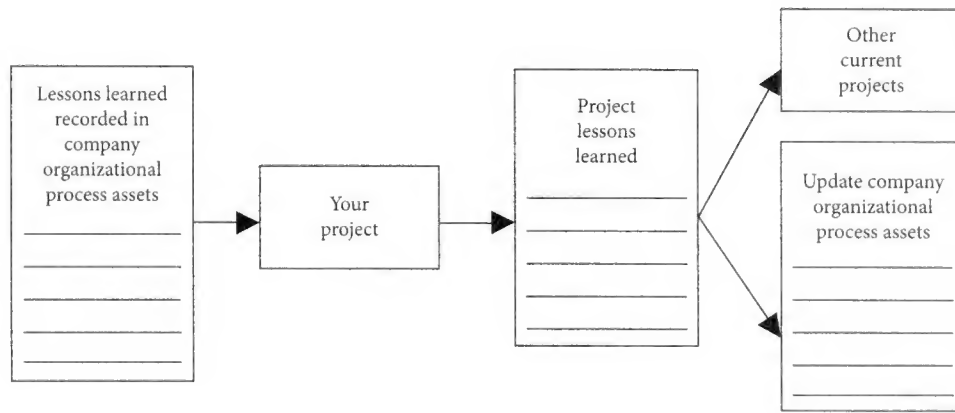 Lessons learned
recorded in
company
organizational
process assets
Your
project
Project
lessons
learned
Other
current
projects
Update company
organizational
process assets